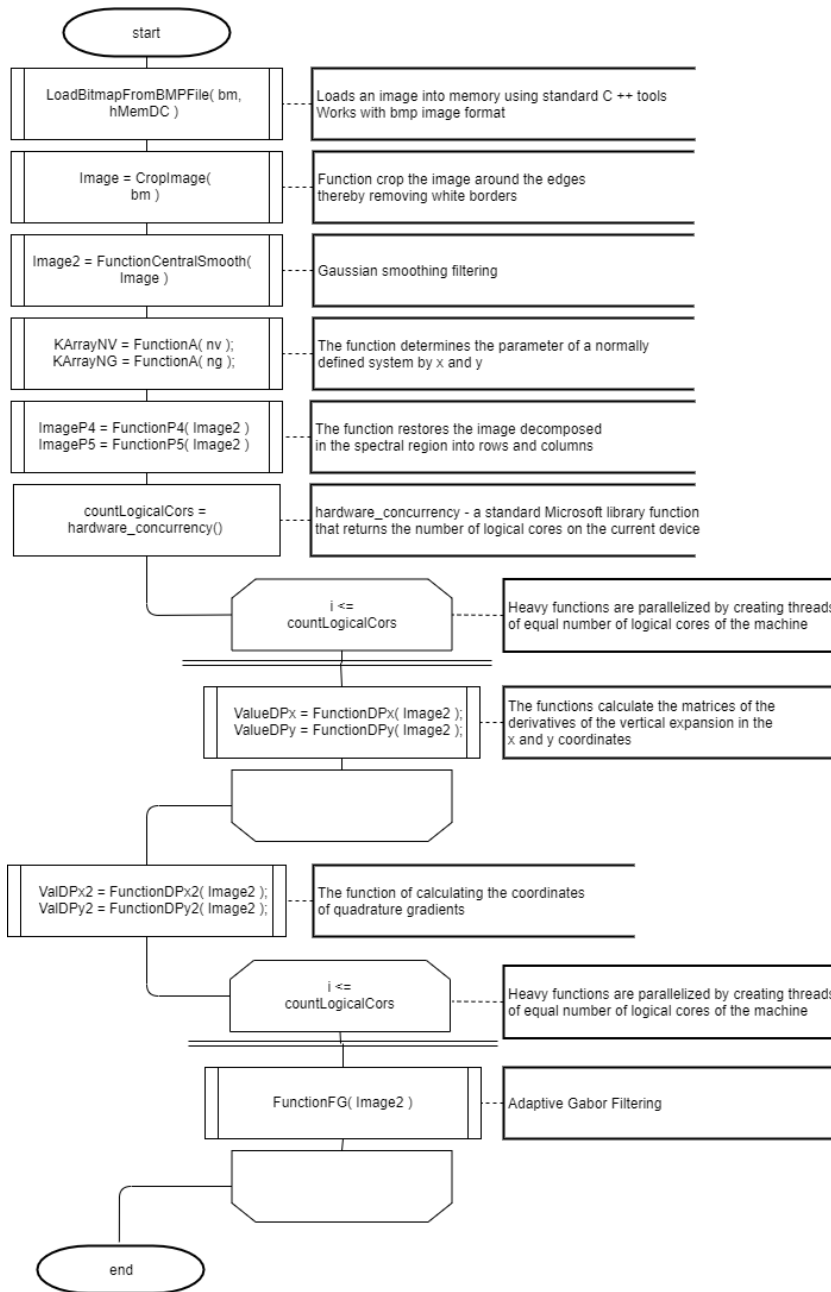 start
LoadBitmapFromBMPFile( bm,
hMemDC )
Loads an image into memory using standard C ++ tools
Works with bmp image format
Image = CropImage(
bm )
Function crop the image around the edges
thereby removing white borders
Image2 = FunctionCentralSmooth(
Image )
Gaussian smoothing filtering
KArrayNV = FunctionA( nv );
KArrayNG = FunctionA( ng );
The function determines the parameter of a normally
defined system by x and y
ImageP4 = FunctionP4( Image2 )
ImageP5 = FunctionP5( Image2 )
The function restores the image decomposed
in the spectral region into rows and columns
countLogicalCors =
hardware_concurrency()
hardware_concurrency - a standard Microsoft library function
that returns the number of logical cores on the current device
i <=
countLogicalCors
Heavy functions are parallelized by creating threads
of equal number of logical cores of the machine
ValueDPx = FunctionDPx( Image2 );
ValueDPy = FunctionDPy( Image2 );
The functions calculate the matrices of the
derivatives of the vertical expansion in the
x and y coordinates
ValDPx2 = FunctionDPx2( Image2 );
ValDPy2 = FunctionDPy2( Image2 );
The function of calculating the coordinates
of quadrature gradients
i <=
countLogicalCors
Heavy functions are parallelized by creating threads
of equal number of logical cores of the machine
FunctionFG( Image2 )
Adaptive Gabor Filtering
end